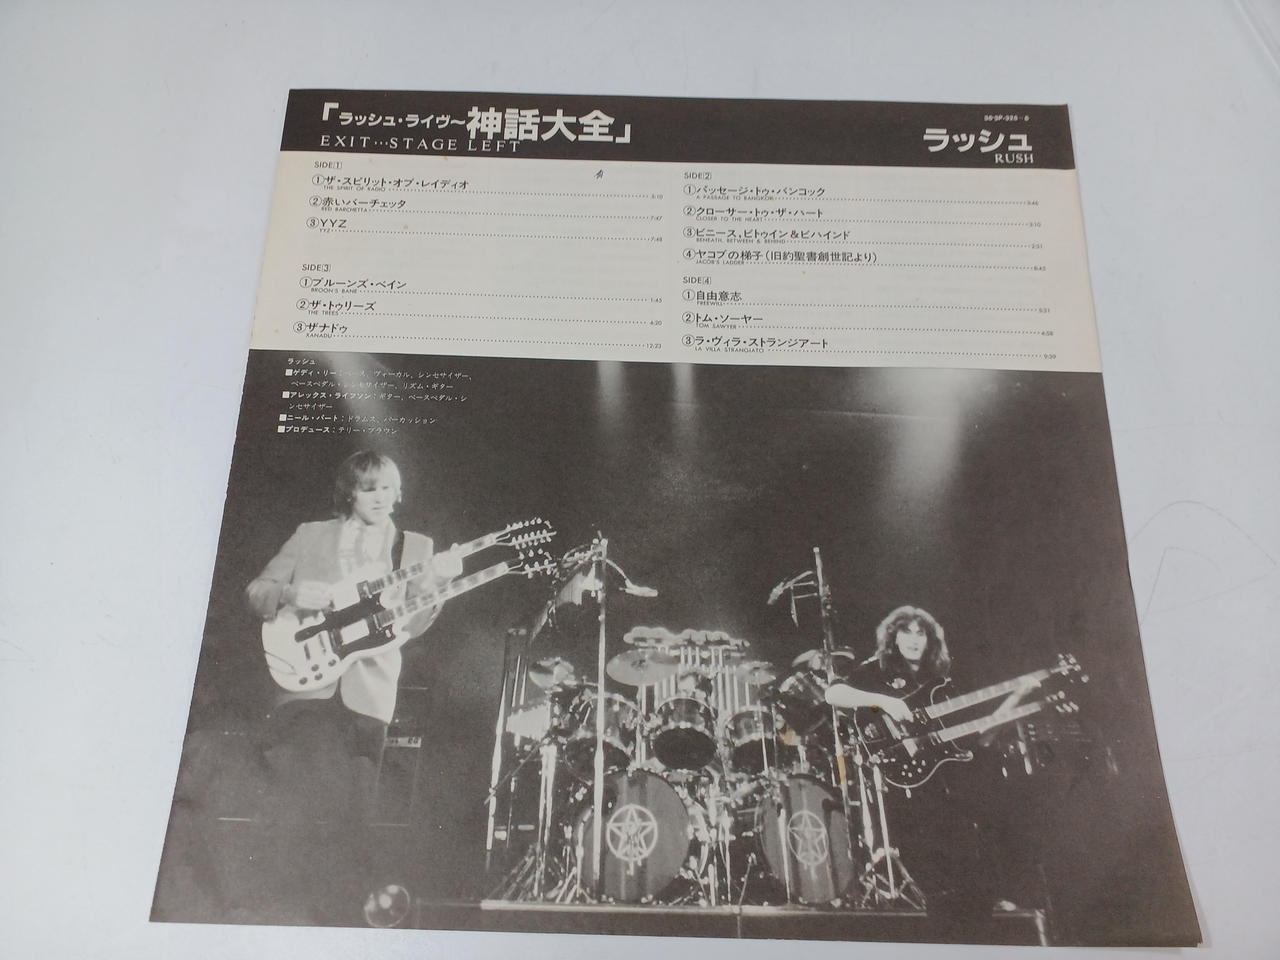 「ラッシュ・ライヴ〜神話大全」
EXIT…STAGE LEFT
ラッシュ
RUSH
SIDE1
①ザ・スピリット・オブ・レイディオ
THE SPIRIT OF RADIO 5:10
②赤いバーチェッタ
RED BARCHETTA 7:47
③YYZ
YYZ 7:48
SIDE2
①パッセージ・トゥ・バンコック
A PASSAGE TO BANGKOK 3:46
②クローサー・トゥ・ザ・ハート
CLOSER TO THE HEART 3:10
③ビニース,ビトゥイン&ビハインド
BENEATH, BETWEEN & BEHIND 2:31
④ヤコブの梯子(旧約聖書創世記より)
JACOB'S LADDER 8:45
SIDE3
①ブルーンズ・ベイン
BROON'S BANE 1:45
②ザ・トゥリーズ
THE TREES 4:20
③ザナドゥ
XANADU 12:23
SIDE4
①自由意志
FREEWILL 5:31
②トム・ソーヤー
TOM SAWYER 4:58
③ラ・ヴィラ・ストランジアート
LA VILLA STRANGIATO 9:39
ラッシュ
■ゲディ・リー:ベース、ヴォーカル、シンセサイザー、
ベースペダル・シンセサイザー、リズム・ギター
■アレックス・ライフソン:ギター、ベースペダル・シ
ンセサイザー
■ニール・パート:ドラムス、パーカッション
■プロデュース:テリー・ブラウン